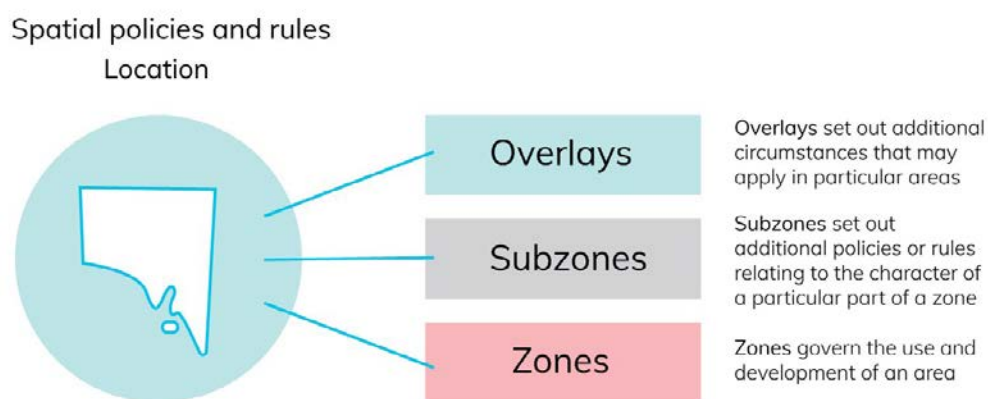 Spatial policies and rules
Location
Overlays
Overlays set out additional
circumstances that may
apply in particular areas
Subzones
Subzones set out
additional policies or rules
relating to the character of
a particular part of a zone
Zones
Zones govern the use and
development of an area